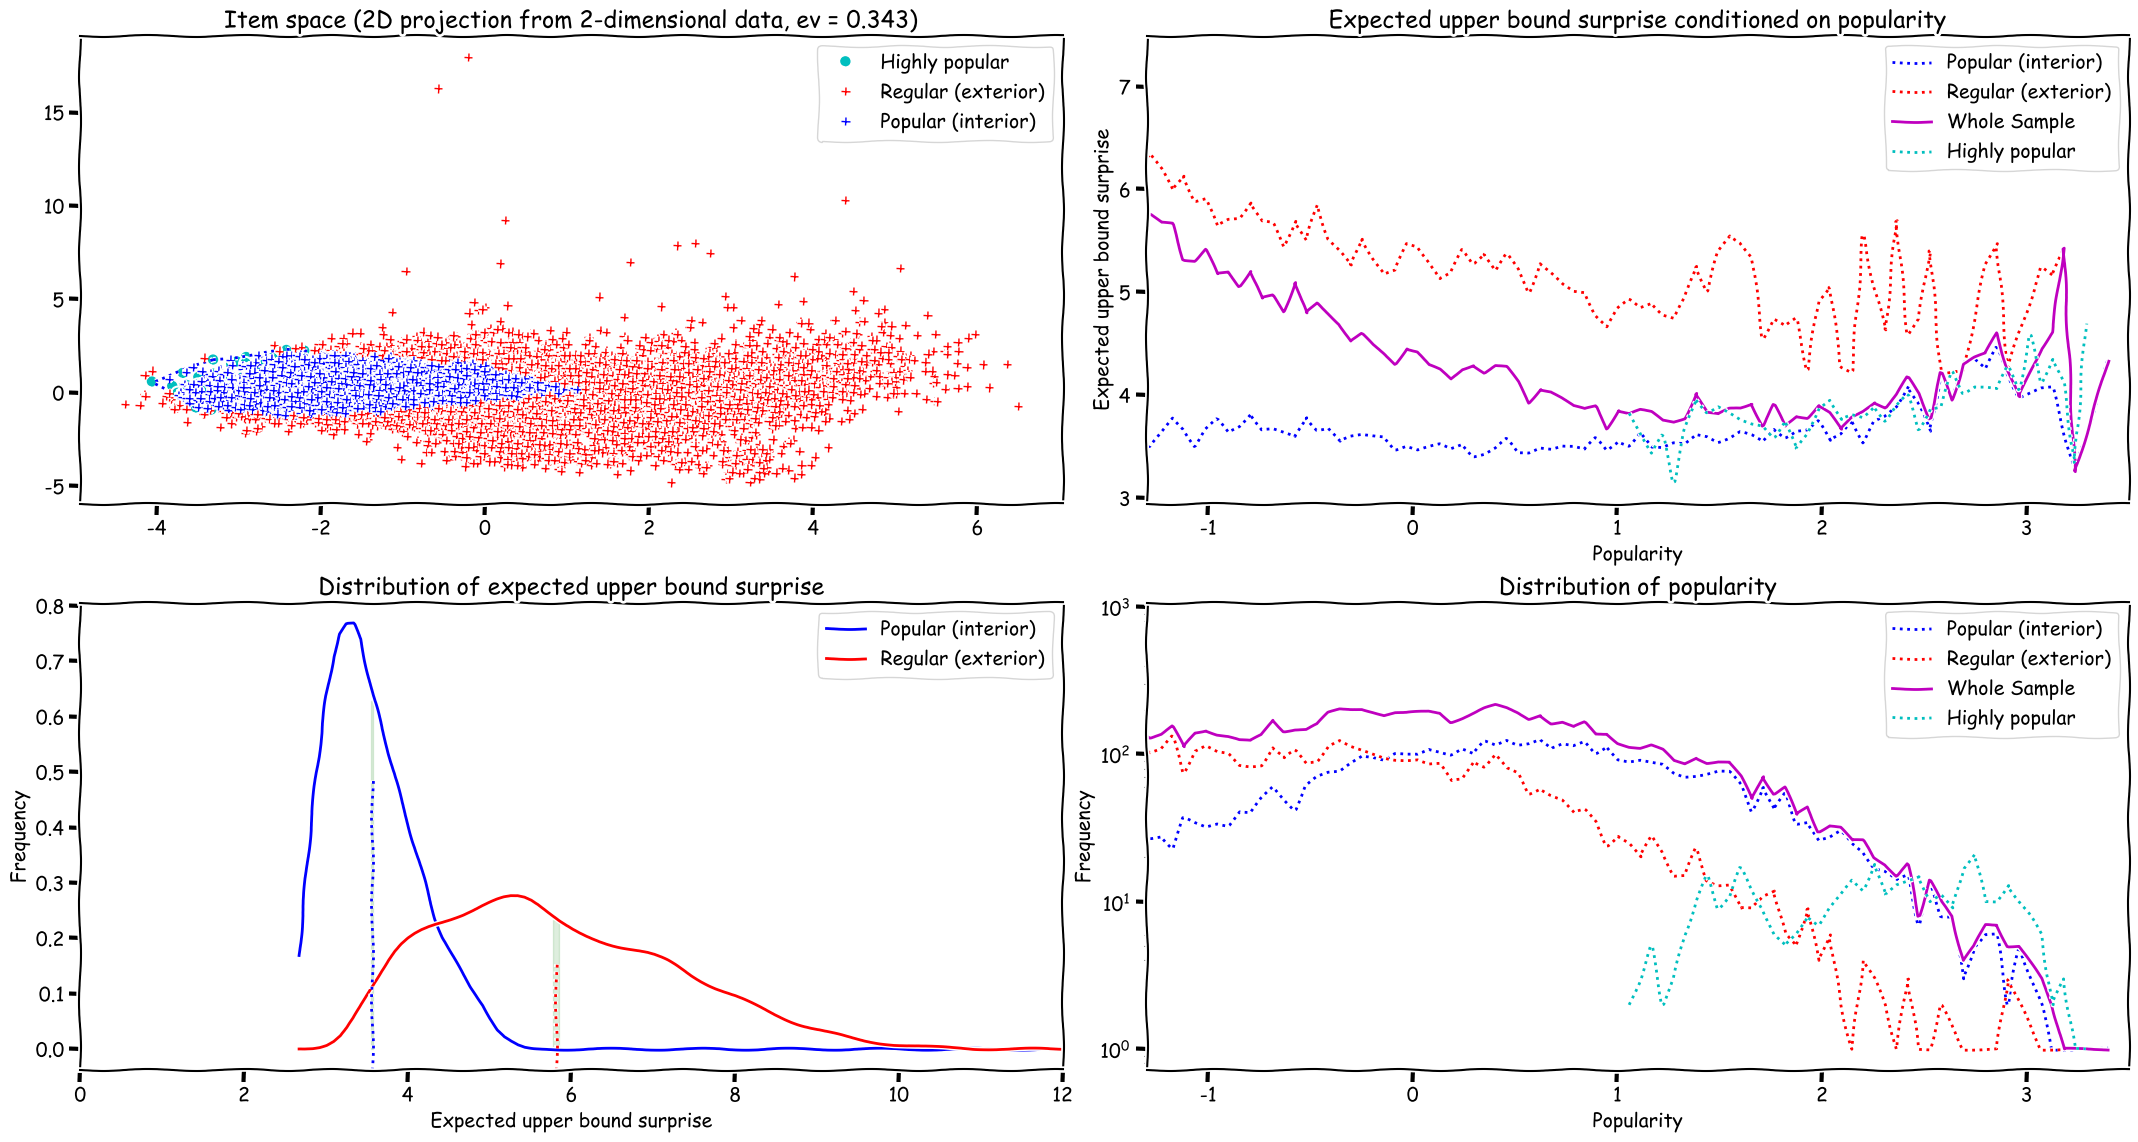 Item space (2D projection from 2-dimensional data, ev = 0.343)
Highly popular
Regular (exterior)
Popular (interior)
15
10
5
0
-5
-4
-2
0
2
4
6
Expected upper bound surprise conditioned on popularity
Popular (interior)
Regular (exterior)
Whole Sample
Highly popular
Expected upper bound surprise
7
6
5
4
3
-1
0
1
2
3
Popularity
Distribution of expected upper bound surprise
Popular (interior)
Regular (exterior)
Frequency
0.8
0.7
0.6
0.5
0.4
0.3
0.2
0.1
0.0
0
2
4
6
8
10
12
Expected upper bound surprise
Distribution of popularity
Popular (interior)
Regular (exterior)
Whole Sample
Highly popular
Frequency
10³
10²
10¹
10⁰
-1
0
1
2
3
Popularity